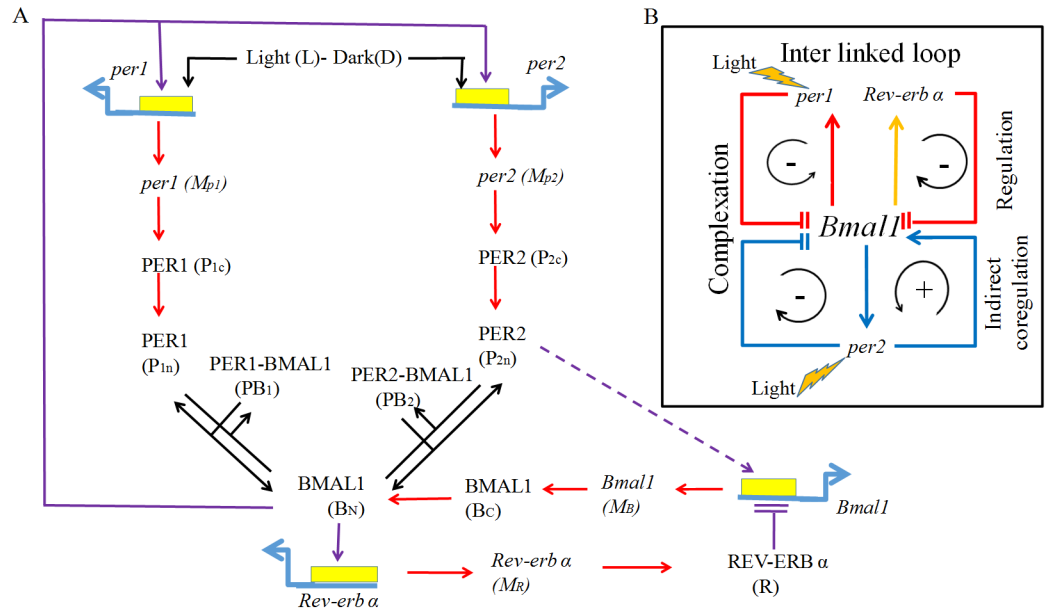 A
Light (L)- Dark(D)
per1
per2
per1 (Mp1)
per2 (Mp2)
PER1 (P1c)
PER2 (P2c)
PER1
(P1n)
PER2
(P2n)
PER1-BMAL1
(PB1)
PER2-BMAL1
(PB2)
BMAL1
(BN)
BMAL1
(BC)
Bmal1
(MB)
Bmal1
Rev-erb α
Rev-erb α
(MR)
REV-ERB α
(R)
B
Inter linked loop
Light
per1
Rev-erb α
-
-
Complexation
Regulation
Bmal1
-
+
Indirect
coregulation
per2
Light